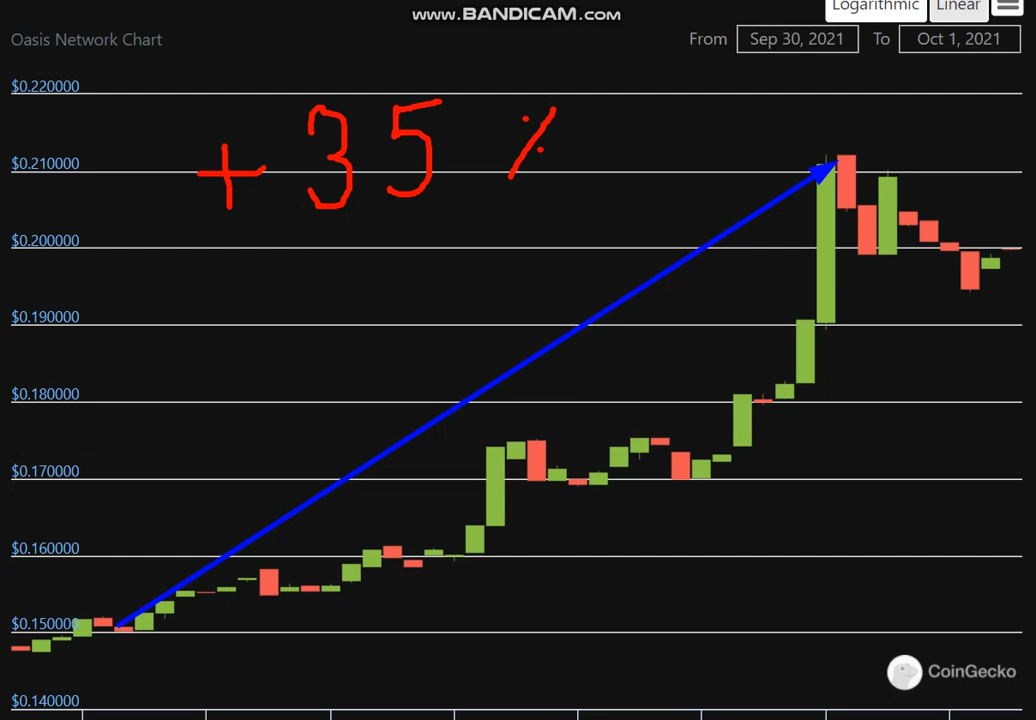 www.BANDICAM.com
Logarithmic Linear
Oasis Network Chart From Sep 30, 2021 To Oct 1, 2021
$0.220000
+ 35 %
$0.210000
$0.200000
$0.190000
$0.180000
$0.170000
$0.160000
$0.150000
CoinGecko
$0.140000